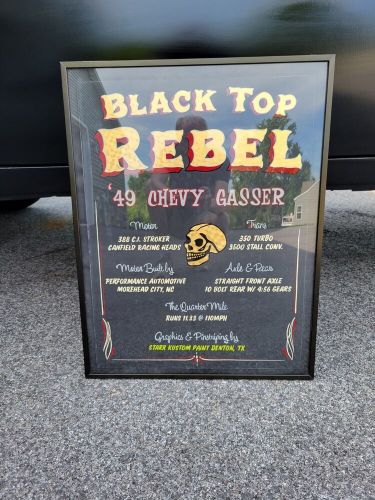 BLACK TOP
REBEL
'49 CHEVY GASSER
Motor
388 C.I. STROKER
CANFIELD RACING HEADS
Trans
350 TURBO
3500 STALL CONV.
Motor Built by
PERFORMANCE AUTOMOTIVE
MOREHEAD CITY, NC
Axle & Rear
STRAIGHT FRONT AXLE
10 BOLT REAR W/ 4:56 GEARS
The Quarter Mile
RUNS 11.33 @ 110MPH
Graphics & Pinstriping by
STARR KUSTOM PAINT DENTON, TX